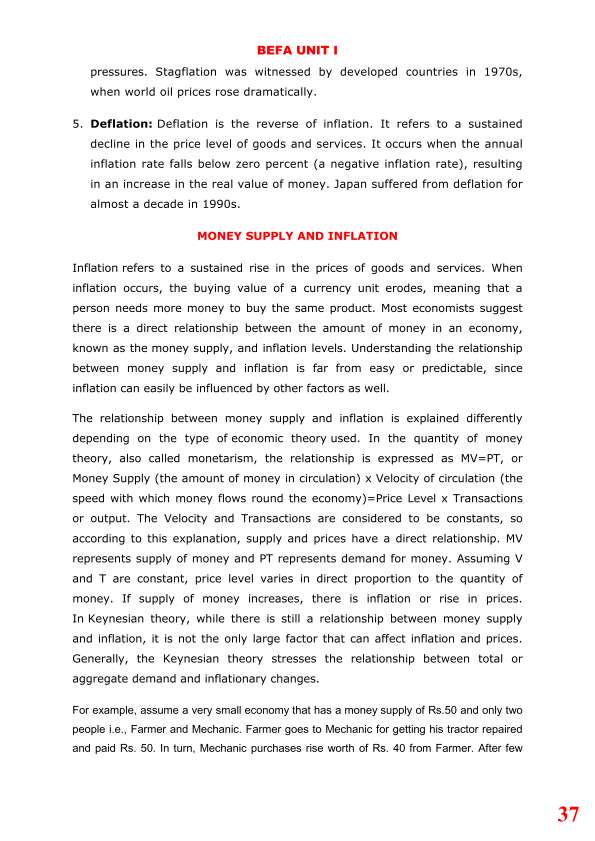 BEFA UNIT I
pressures. Stagflation was witnessed by developed countries in 1970s,
when world oil prices rose dramatically.
5. Deflation: Deflation is the reverse of inflation. It refers to a sustained
decline in the price level of goods and services. It occurs when the annual
inflation rate falls below zero percent (a negative inflation rate), resulting
in an increase in the real value of money. Japan suffered from deflation for
almost a decade in 1990s.
MONEY SUPPLY AND INFLATION
Inflation refers to a sustained rise in the prices of goods and services. When
inflation occurs, the buying value of a currency unit erodes, meaning that a
person needs more money to buy the same product. Most economists suggest
there is a direct relationship between the amount of money in an economy,
known as the money supply, and inflation levels. Understanding the relationship
between money supply and inflation is far from easy or predictable, since
inflation can easily be influenced by other factors as well.
The relationship between money supply and inflation is explained differently
depending on the type of economic theory used. In the quantity of money
theory, also called monetarism, the relationship is expressed as MV=PT, or
Money Supply (the amount of money in circulation) x Velocity of circulation (the
speed with which money flows round the economy)=Price Level x Transactions
or output. The Velocity and Transactions are considered to be constants, so
according to this explanation, supply and prices have a direct relationship. MV
represents supply of money and PT represents demand for money. Assuming V
and T are constant, price level varies in direct proportion to the quantity of
money. If supply of money increases, there is inflation or rise in prices.
In Keynesian theory, while there is still a relationship between money supply
and inflation, it is not the only large factor that can affect inflation and prices.
Generally, the Keynesian theory stresses the relationship between total or
aggregate demand and inflationary changes.
For example, assume a very small economy that has a money supply of Rs.50 and only two
people i.e., Farmer and Mechanic. Farmer goes to Mechanic for getting his tractor repaired
and paid Rs. 50. In turn, Mechanic purchases rise worth of Rs. 40 from Farmer. After few
37